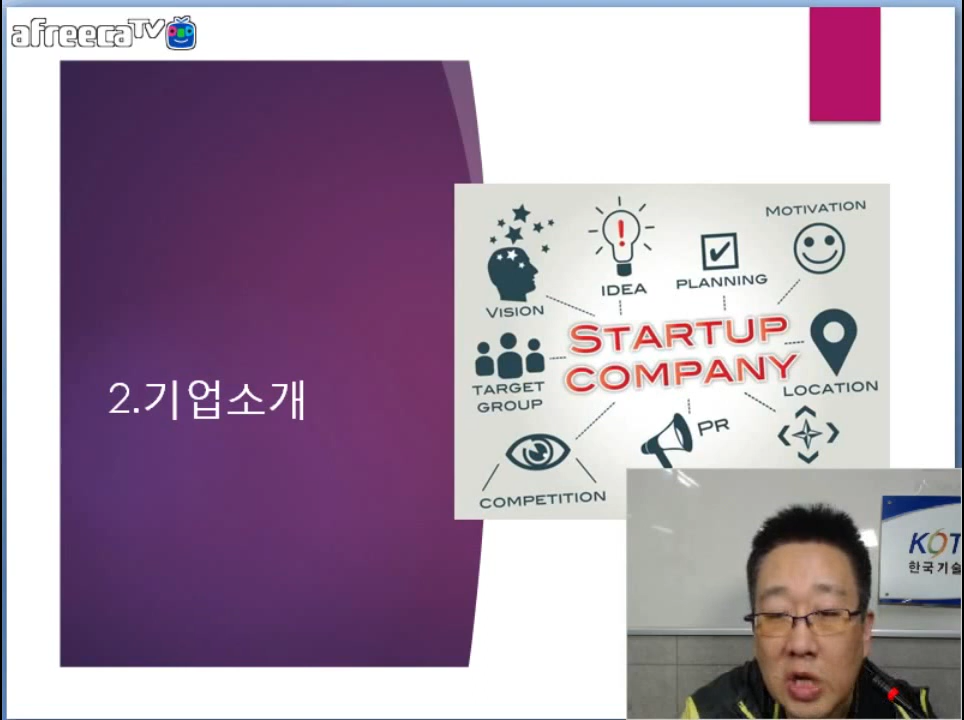 afreecaTV
2.기업소개
MOTIVATION
IDEA
PLANNING
VISION
STARTUP
COMPANY
TARGET
GROUP
LOCATION
PR
COMPETITION
KOT
한국기술